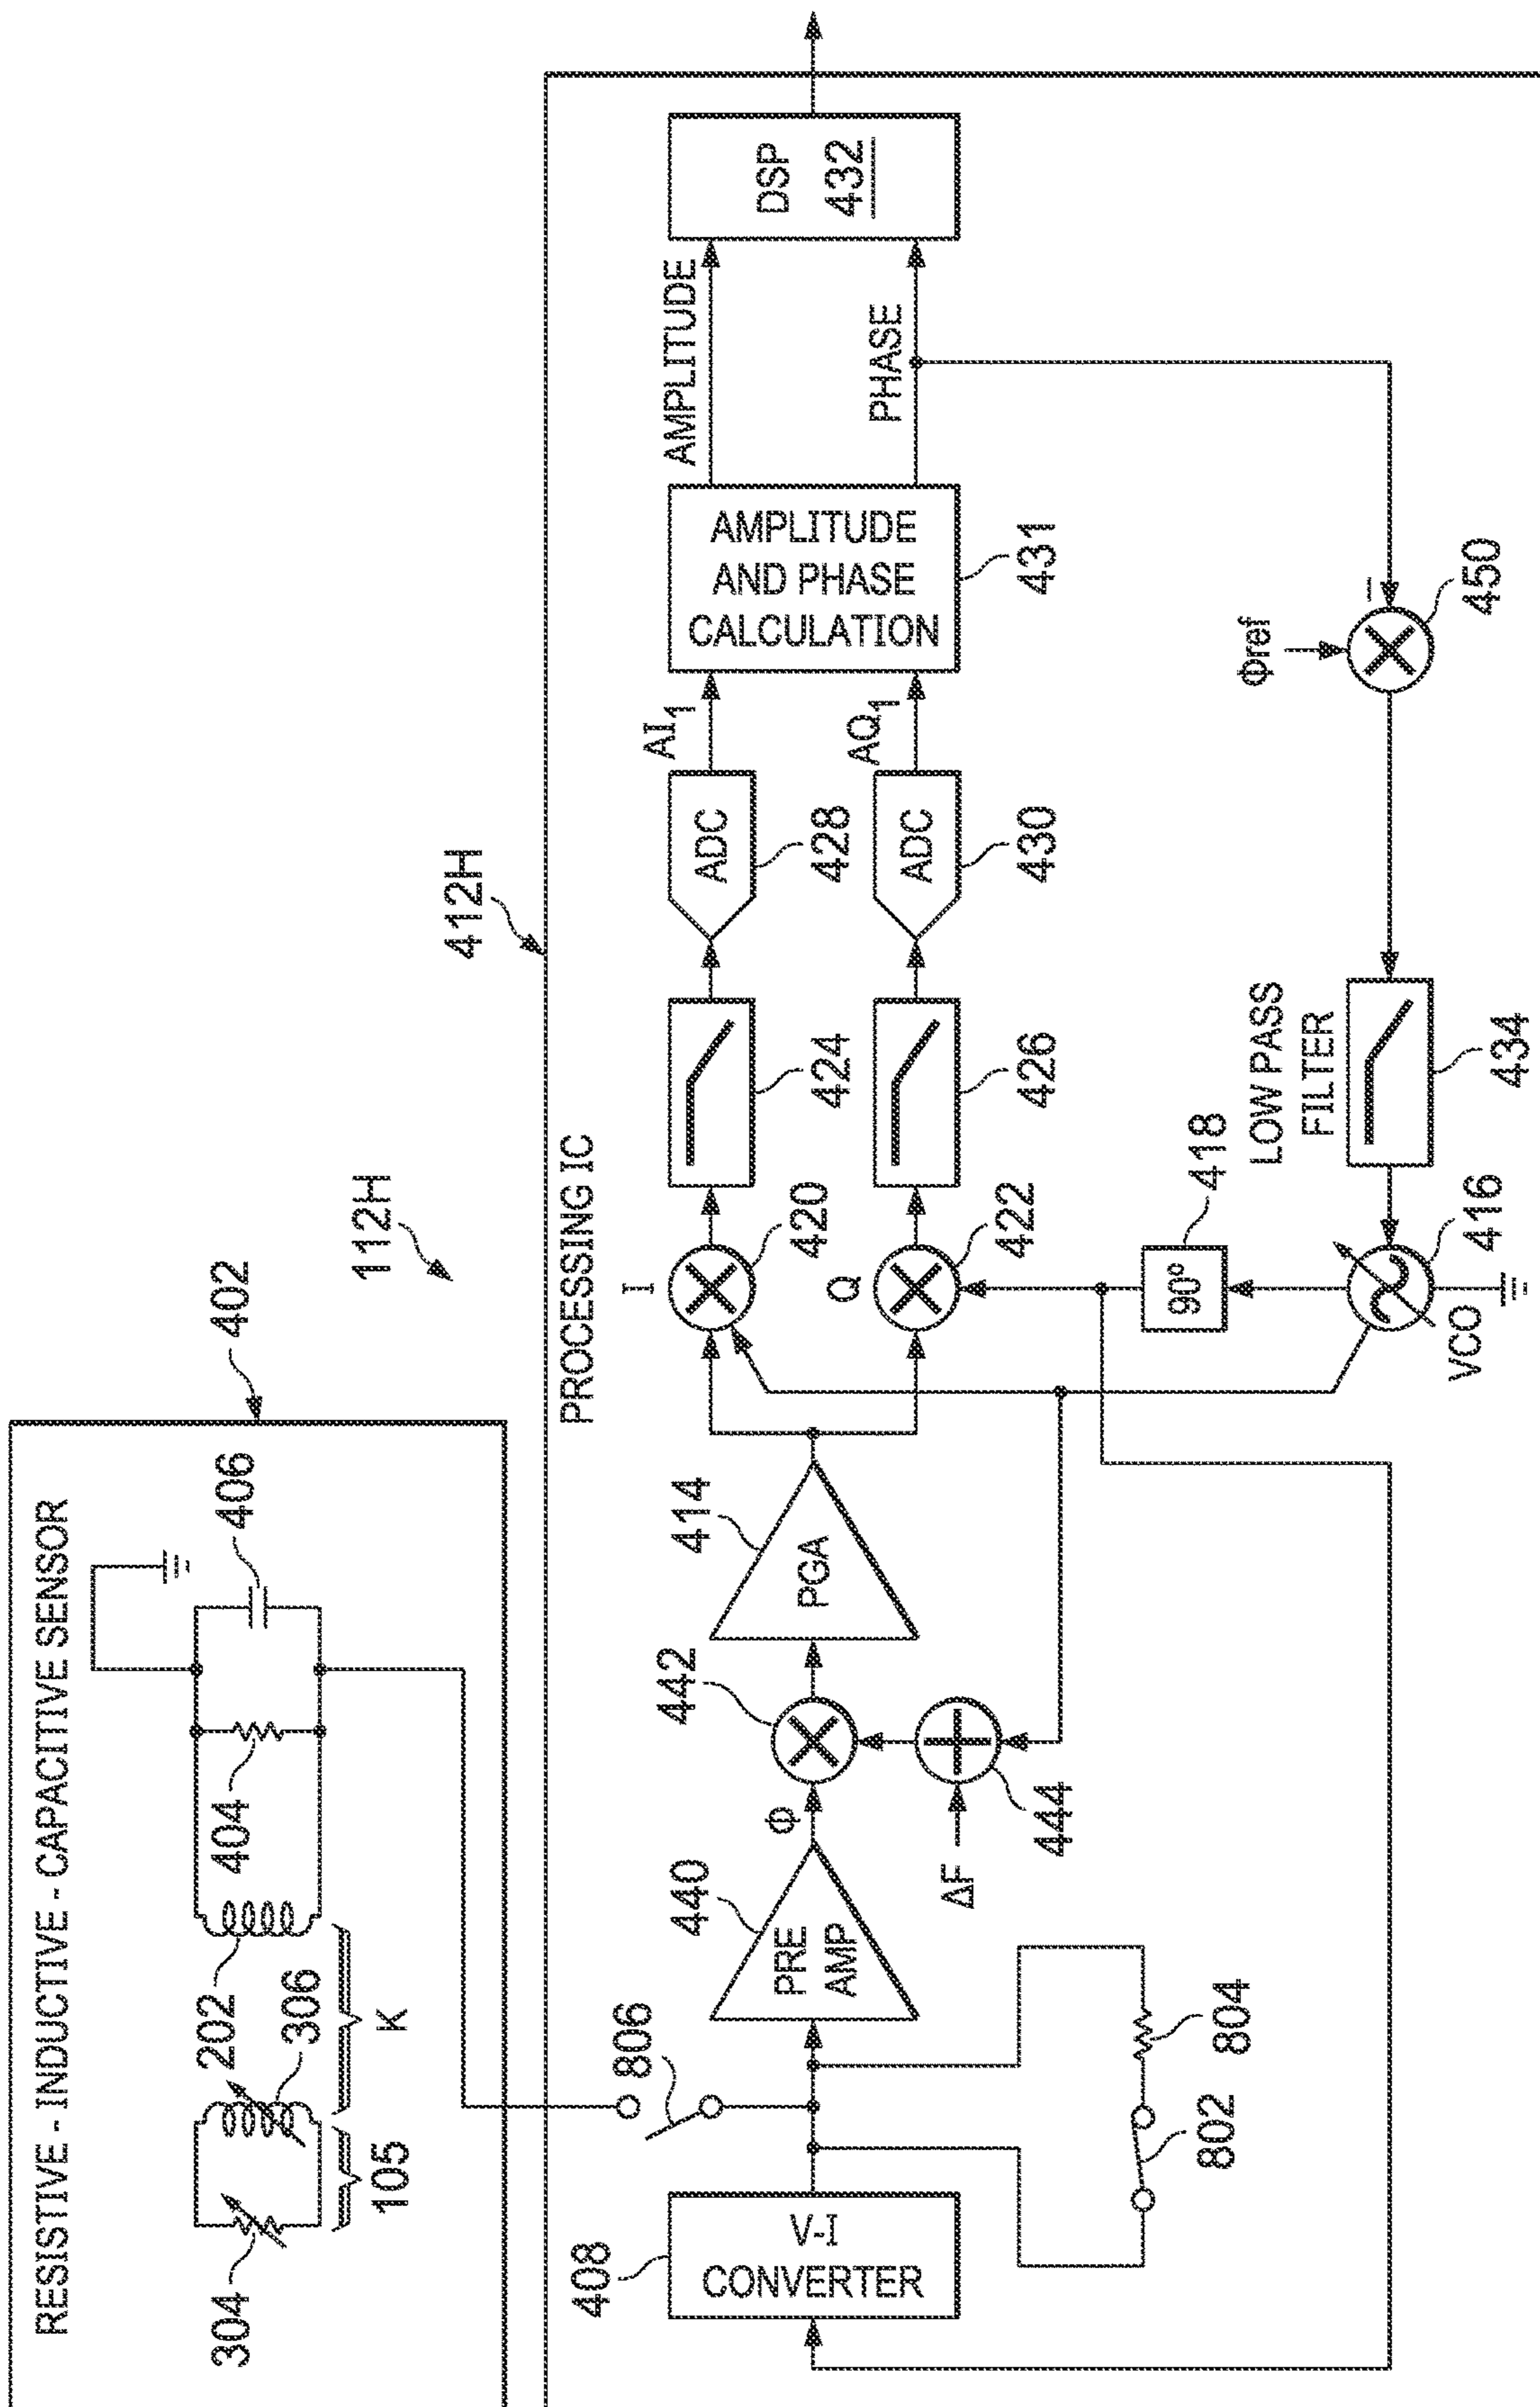 RESISTIVE - INDUCTIVE - CAPACITIVE SENSOR
402
112H
412H
304
105
306
K
202
404
406
PROCESSING IC
408
V-I
CONVERTER
806
802
804
440
PRE
AMP
Φ
442
ΔF
444
414
PGA
I
420
Q
422
424
426
ADC
428
ADC
430
AI1
AQ1
AMPLITUDE
AND PHASE
CALCULATION
431
AMPLITUDE
PHASE
DSP
432
90º
418
VCO
416
LOW PASS
FILTER
434
Φref
–
450